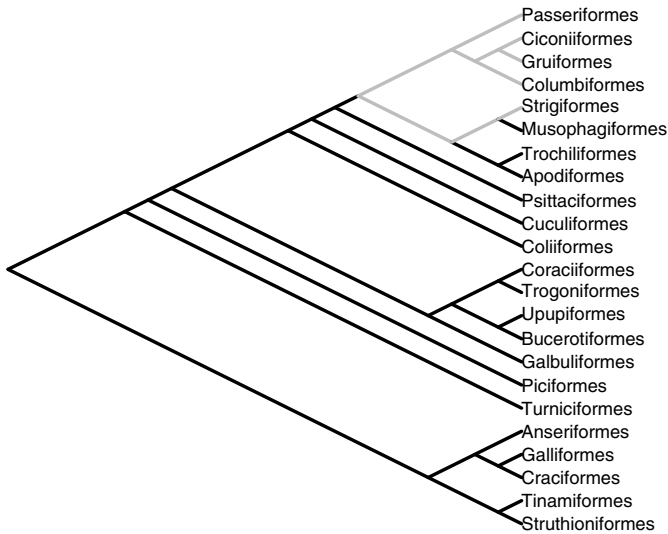 Passeriformes
Ciconiiformes
Gruiformes
Columbiformes
Strigiformes
Musophagiformes
Trochiliformes
Apodiformes
Psittaciformes
Cuculiformes
Coliiformes
Coraciiformes
Trogoniformes
Upupiformes
Bucerotiformes
Galbuliformes
Piciformes
Turniciformes
Anseriformes
Galliformes
Craciformes
Tinamiformes
Struthioniformes